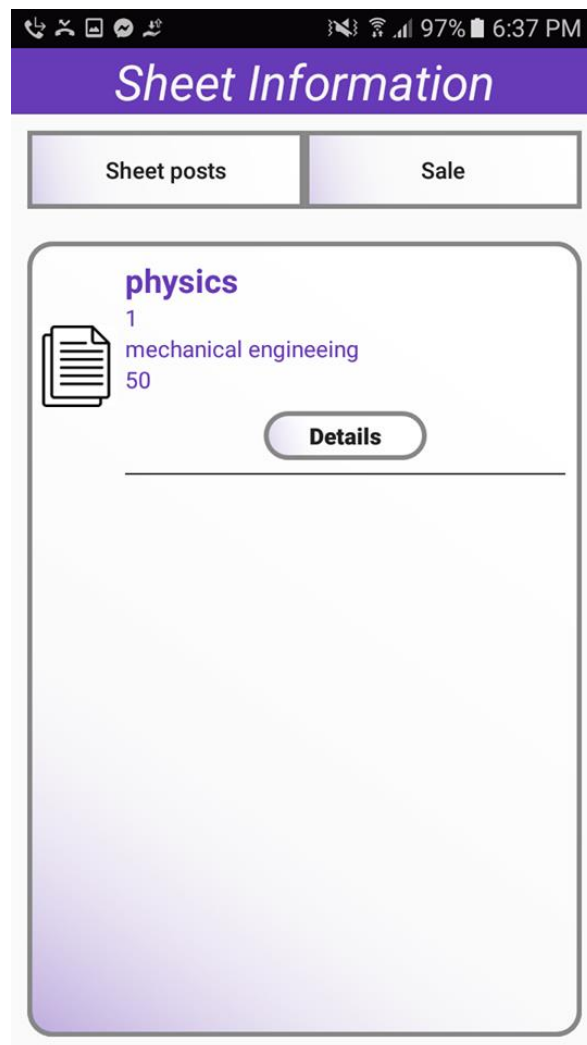 97% 6:37 PM
Sheet Information
Sheet posts Sale
physics
1
mechanical engineeing
50
Details